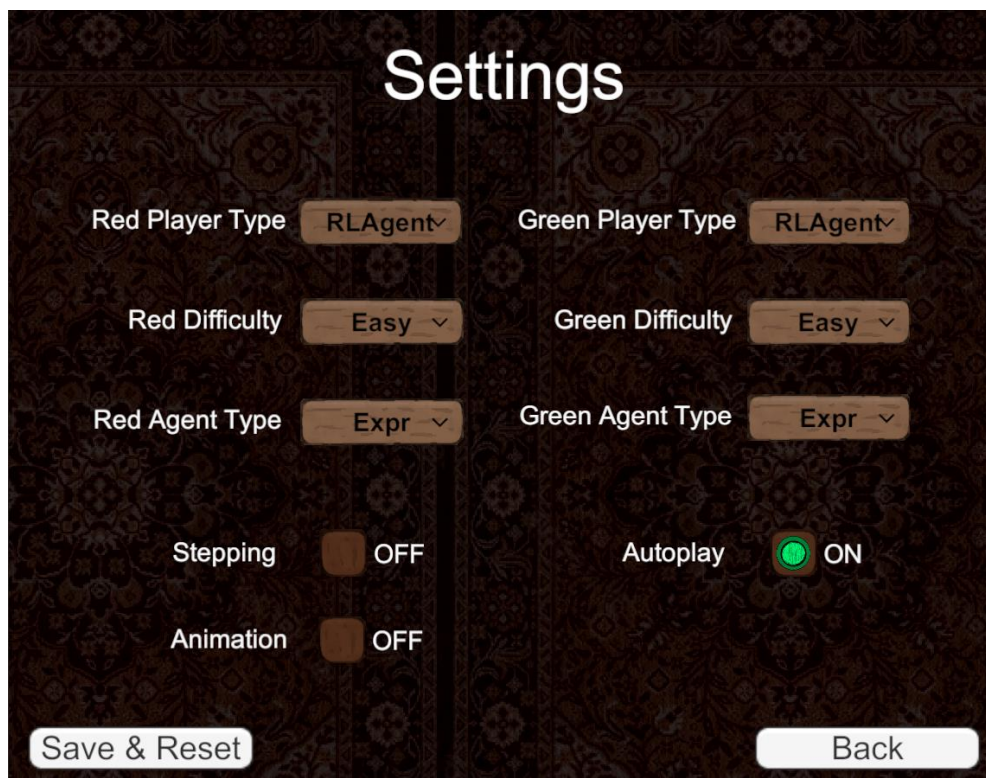 Settings
Red Player Type RLAgent Green Player Type RLAgent
Red Difficulty Easy Green Difficulty Easy
Red Agent Type Expr Green Agent Type Expr
Stepping OFF Autoplay ON
Animation OFF
Save & Reset Back